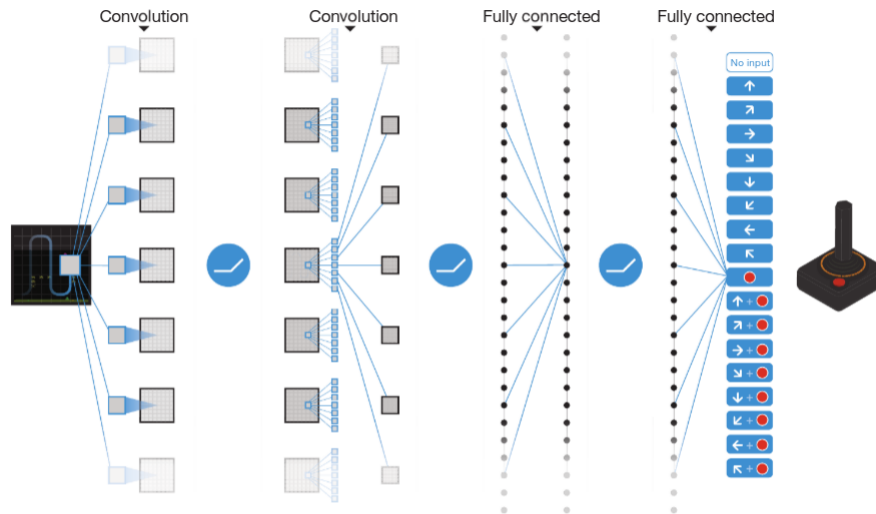 Convolution
Convolution
Fully connected
Fully connected
No input
+
+
+
+
+
+
+
+